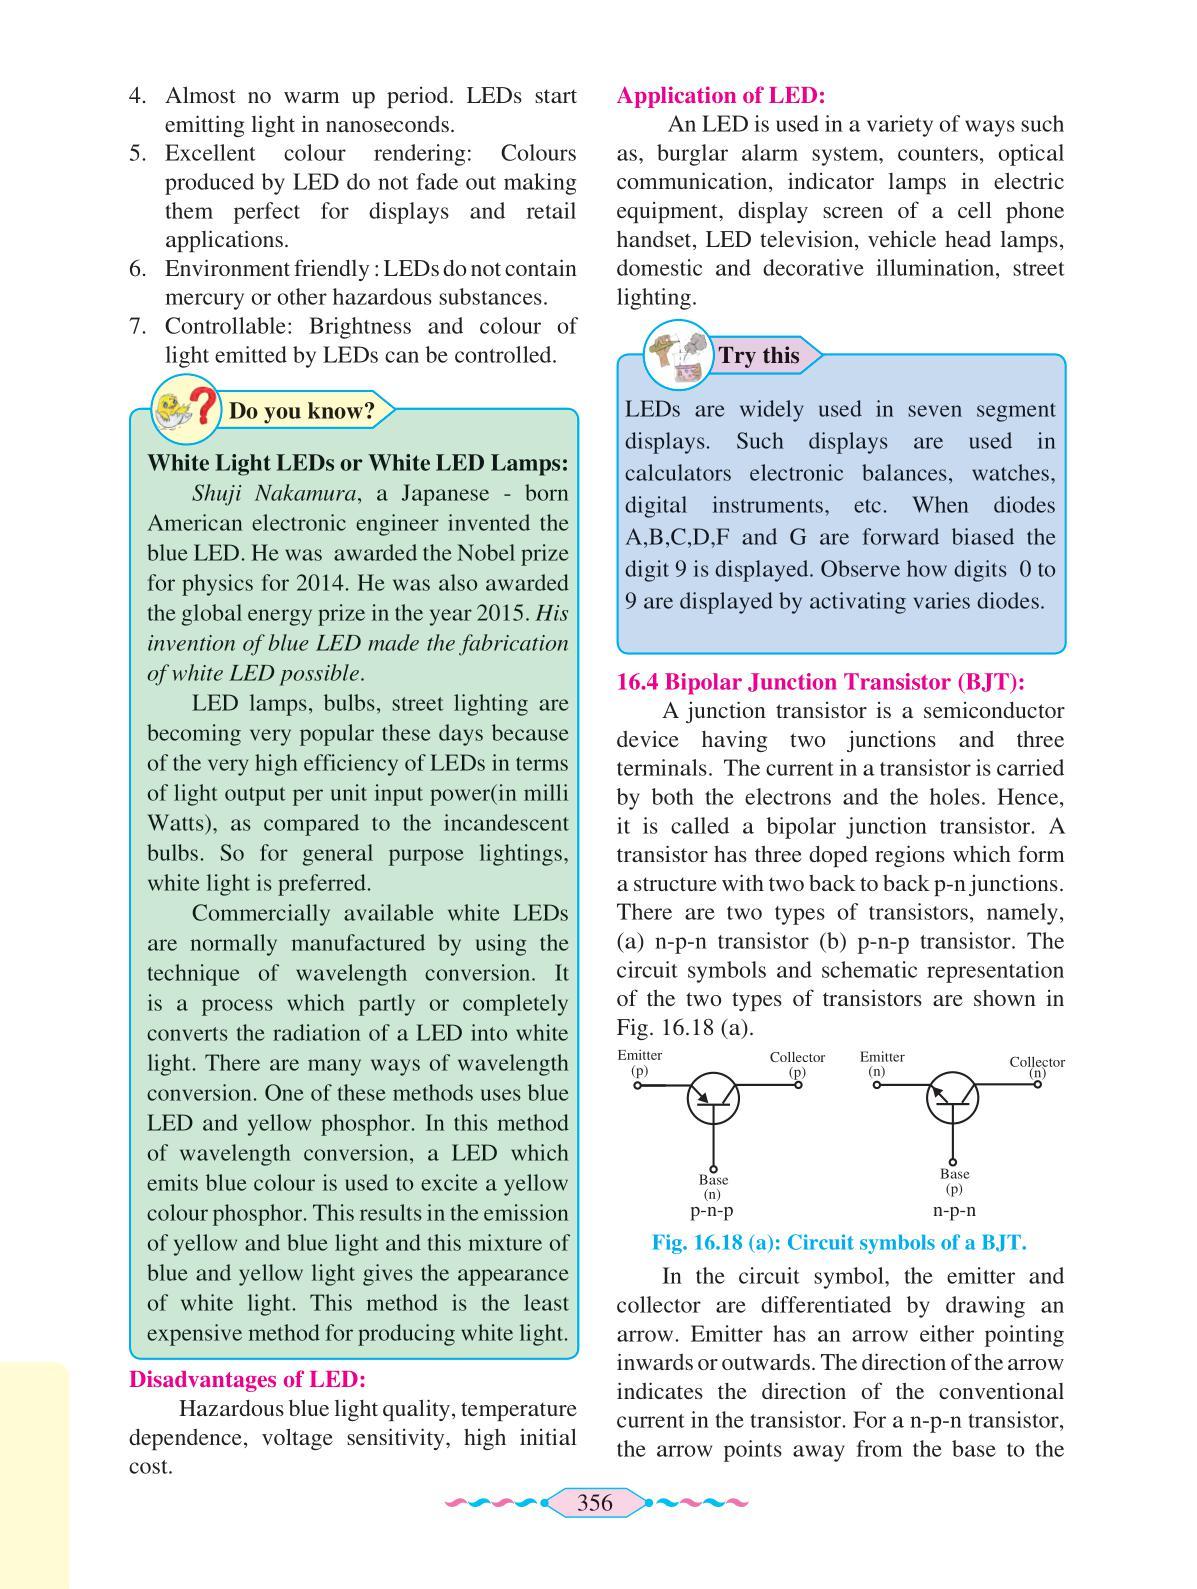 4. Almost no warm up period. LEDs start
emitting light in nanoseconds.
5. Excellent colour rendering: Colours
produced by LED do not fade out making
them perfect for displays and retail
applications.
6. Environment friendly : LEDs do not contain
mercury or other hazardous substances.
7. Controllable: Brightness and colour of
light emitted by LEDs can be controlled.
Do you know?
White Light LEDs or White LED Lamps:
Shuji Nakamura, a Japanese - born
American electronic engineer invented the
blue LED. He was awarded the Nobel prize
for physics for 2014. He was also awarded
the global energy prize in the year 2015. His
invention of blue LED made the fabrication
of white LED possible.
LED lamps, bulbs, street lighting are
becoming very popular these days because
of the very high efficiency of LEDs in terms
of light output per unit input power(in milli
Watts), as compared to the incandescent
bulbs. So for general purpose lightings,
white light is preferred.
Commercially available white LEDs
are normally manufactured by using the
technique of wavelength conversion. It
is a process which partly or completely
converts the radiation of a LED into white
light. There are many ways of wavelength
conversion. One of these methods uses blue
LED and yellow phosphor. In this method
of wavelength conversion, a LED which
emits blue colour is used to excite a yellow
colour phosphor. This results in the emission
of yellow and blue light and this mixture of
blue and yellow light gives the appearance
of white light. This method is the least
expensive method for producing white light.
Disadvantages of LED:
Hazardous blue light quality, temperature
dependence, voltage sensitivity, high initial
cost.
Application of LED:
An LED is used in a variety of ways such
as, burglar alarm system, counters, optical
communication, indicator lamps in electric
equipment, display screen of a cell phone
handset, LED television, vehicle head lamps,
domestic and decorative illumination, street
lighting.
Try this
LEDs are widely used in seven segment
displays. Such displays are used in
calculators electronic balances, watches,
digital instruments, etc. When diodes
A,B,C,D,F and G are forward biased the
digit 9 is displayed. Observe how digits 0 to
9 are displayed by activating varies diodes.
16.4 Bipolar Junction Transistor (BJT):
A junction transistor is a semiconductor
device having two junctions and three
terminals. The current in a transistor is carried
by both the electrons and the holes. Hence,
it is called a bipolar junction transistor. A
transistor has three doped regions which form
a structure with two back to back p-n junctions.
There are two types of transistors, namely,
(a) n-p-n transistor (b) p-n-p transistor. The
circuit symbols and schematic representation
of the two types of transistors are shown in
Fig. 16.18 (a).
Emitter
(p)
Collector
(p)
Base
(n)
p-n-p
Emitter
(n)
Collector
(n)
Base
(p)
n-p-n
Fig. 16.18 (a): Circuit symbols of a BJT.
In the circuit symbol, the emitter and
collector are differentiated by drawing an
arrow. Emitter has an arrow either pointing
inwards or outwards. The direction of the arrow
indicates the direction of the conventional
current in the transistor. For a n-p-n transistor,
the arrow points away from the base to the
356